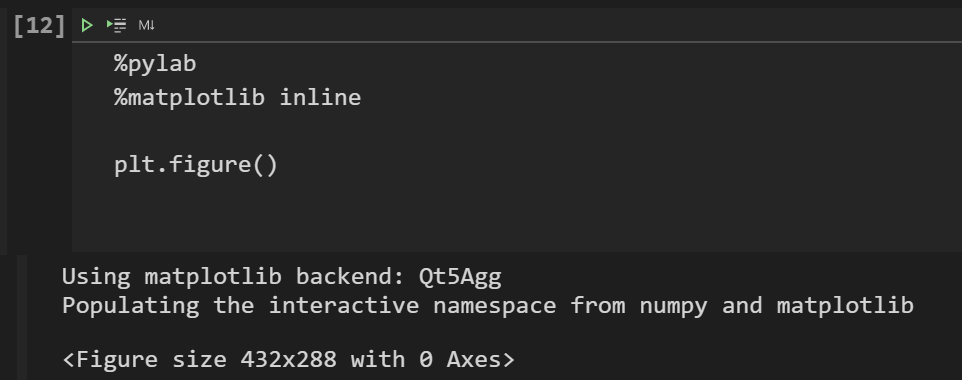 [12]
M↓
%pylab
%matplotlib inline
plt.figure()
Using matplotlib backend: Qt5Agg
Populating the interactive namespace from numpy and matplotlib
<Figure size 432x288 with 0 Axes>